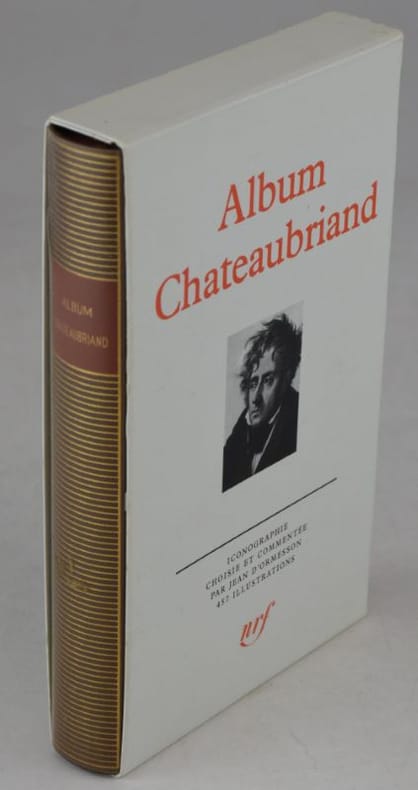 Album
Chateaubriand
ICONOGRAPHIE
CHOISIE ET COMMENTÉE
PAR JEAN D'ORMESSON
457 ILLUSTRATIONS
nrf
ALBUM
CHATEAUBRIAND